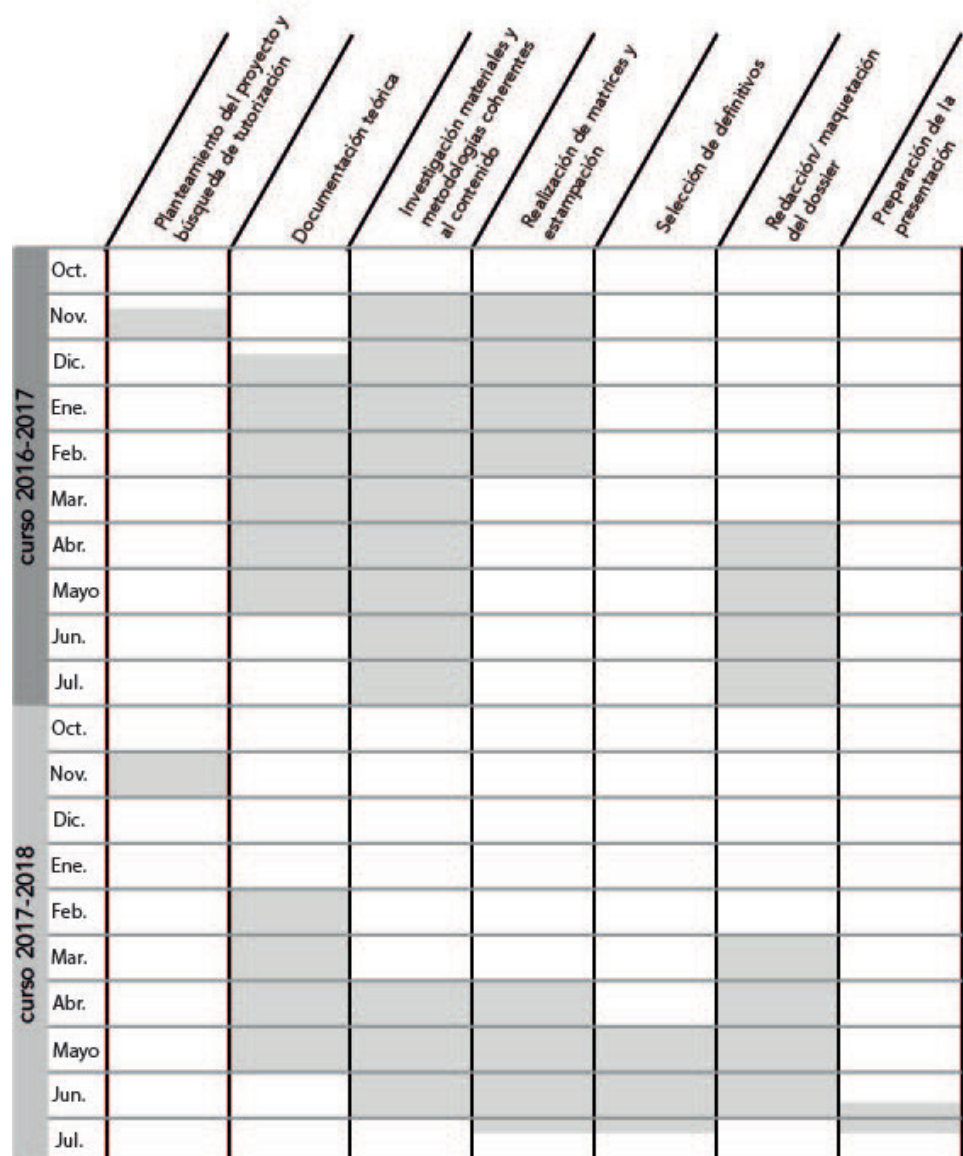 Planteamiento del proyecto y
búsqueda de tutorización
Documentación teórica
Investigación materiales y
metodologías coherentes
al contenido
Realización de matrices y
estampación
Selección de definitivos
Redacción/ maquetación
del dossier
Preparación de la
presentación
curso 2016-2017
Oct.
Nov.
Dic.
Ene.
Feb.
Mar.
Abr.
Mayo
Jun.
Jul.
curso 2017-2018
Oct.
Nov.
Dic.
Ene.
Feb.
Mar.
Abr.
Mayo
Jun.
Jul.